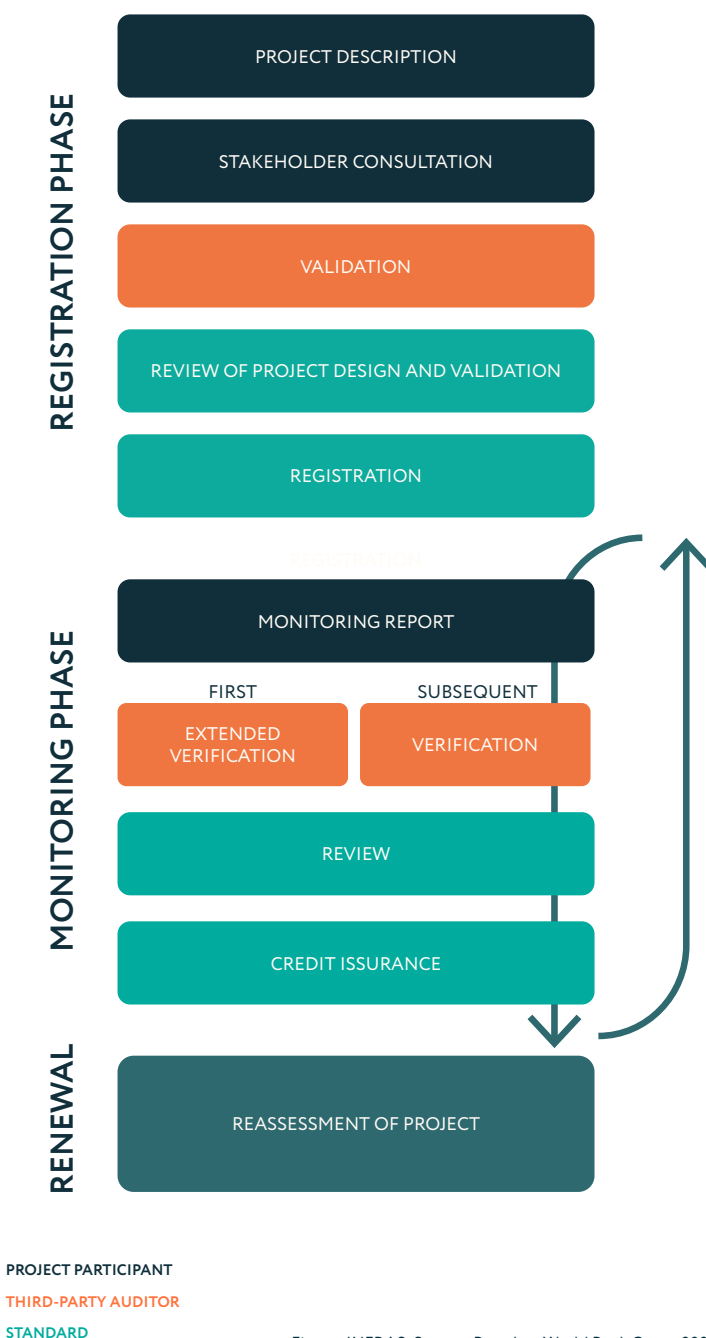 REGISTRATION PHASE
PROJECT DESCRIPTION
STAKEHOLDER CONSULTATION
VALIDATION
REVIEW OF PROJECT DESIGN AND VALIDATION
REGISTRATION
REGISTRATION
MONITORING PHASE
MONITORING REPORT
FIRST
SUBSEQUENT
EXTENDED
VERIFICATION
VERIFICATION
REVIEW
CREDIT ISSURANCE
RENEWAL
REASSESSMENT OF PROJECT
PROJECT PARTICIPANT
THIRD-PARTY AUDITOR
STANDARD